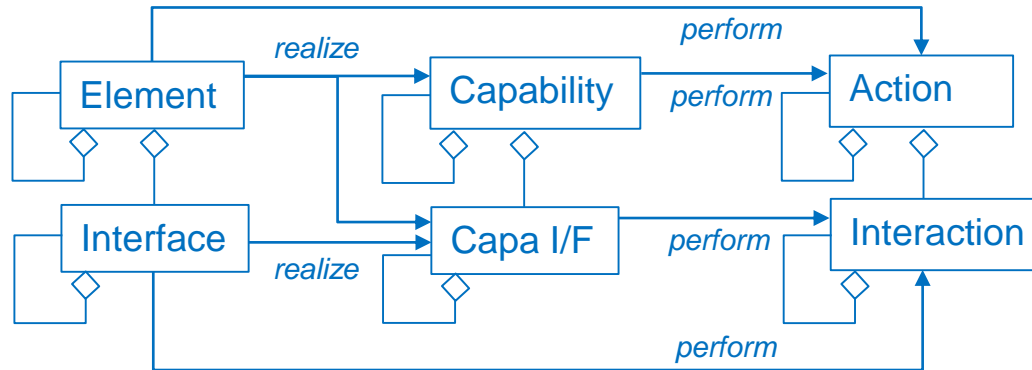 perform
realize
Element
Capability
perform
Action
Interface
Capa I/F
Interaction
realize
perform
perform